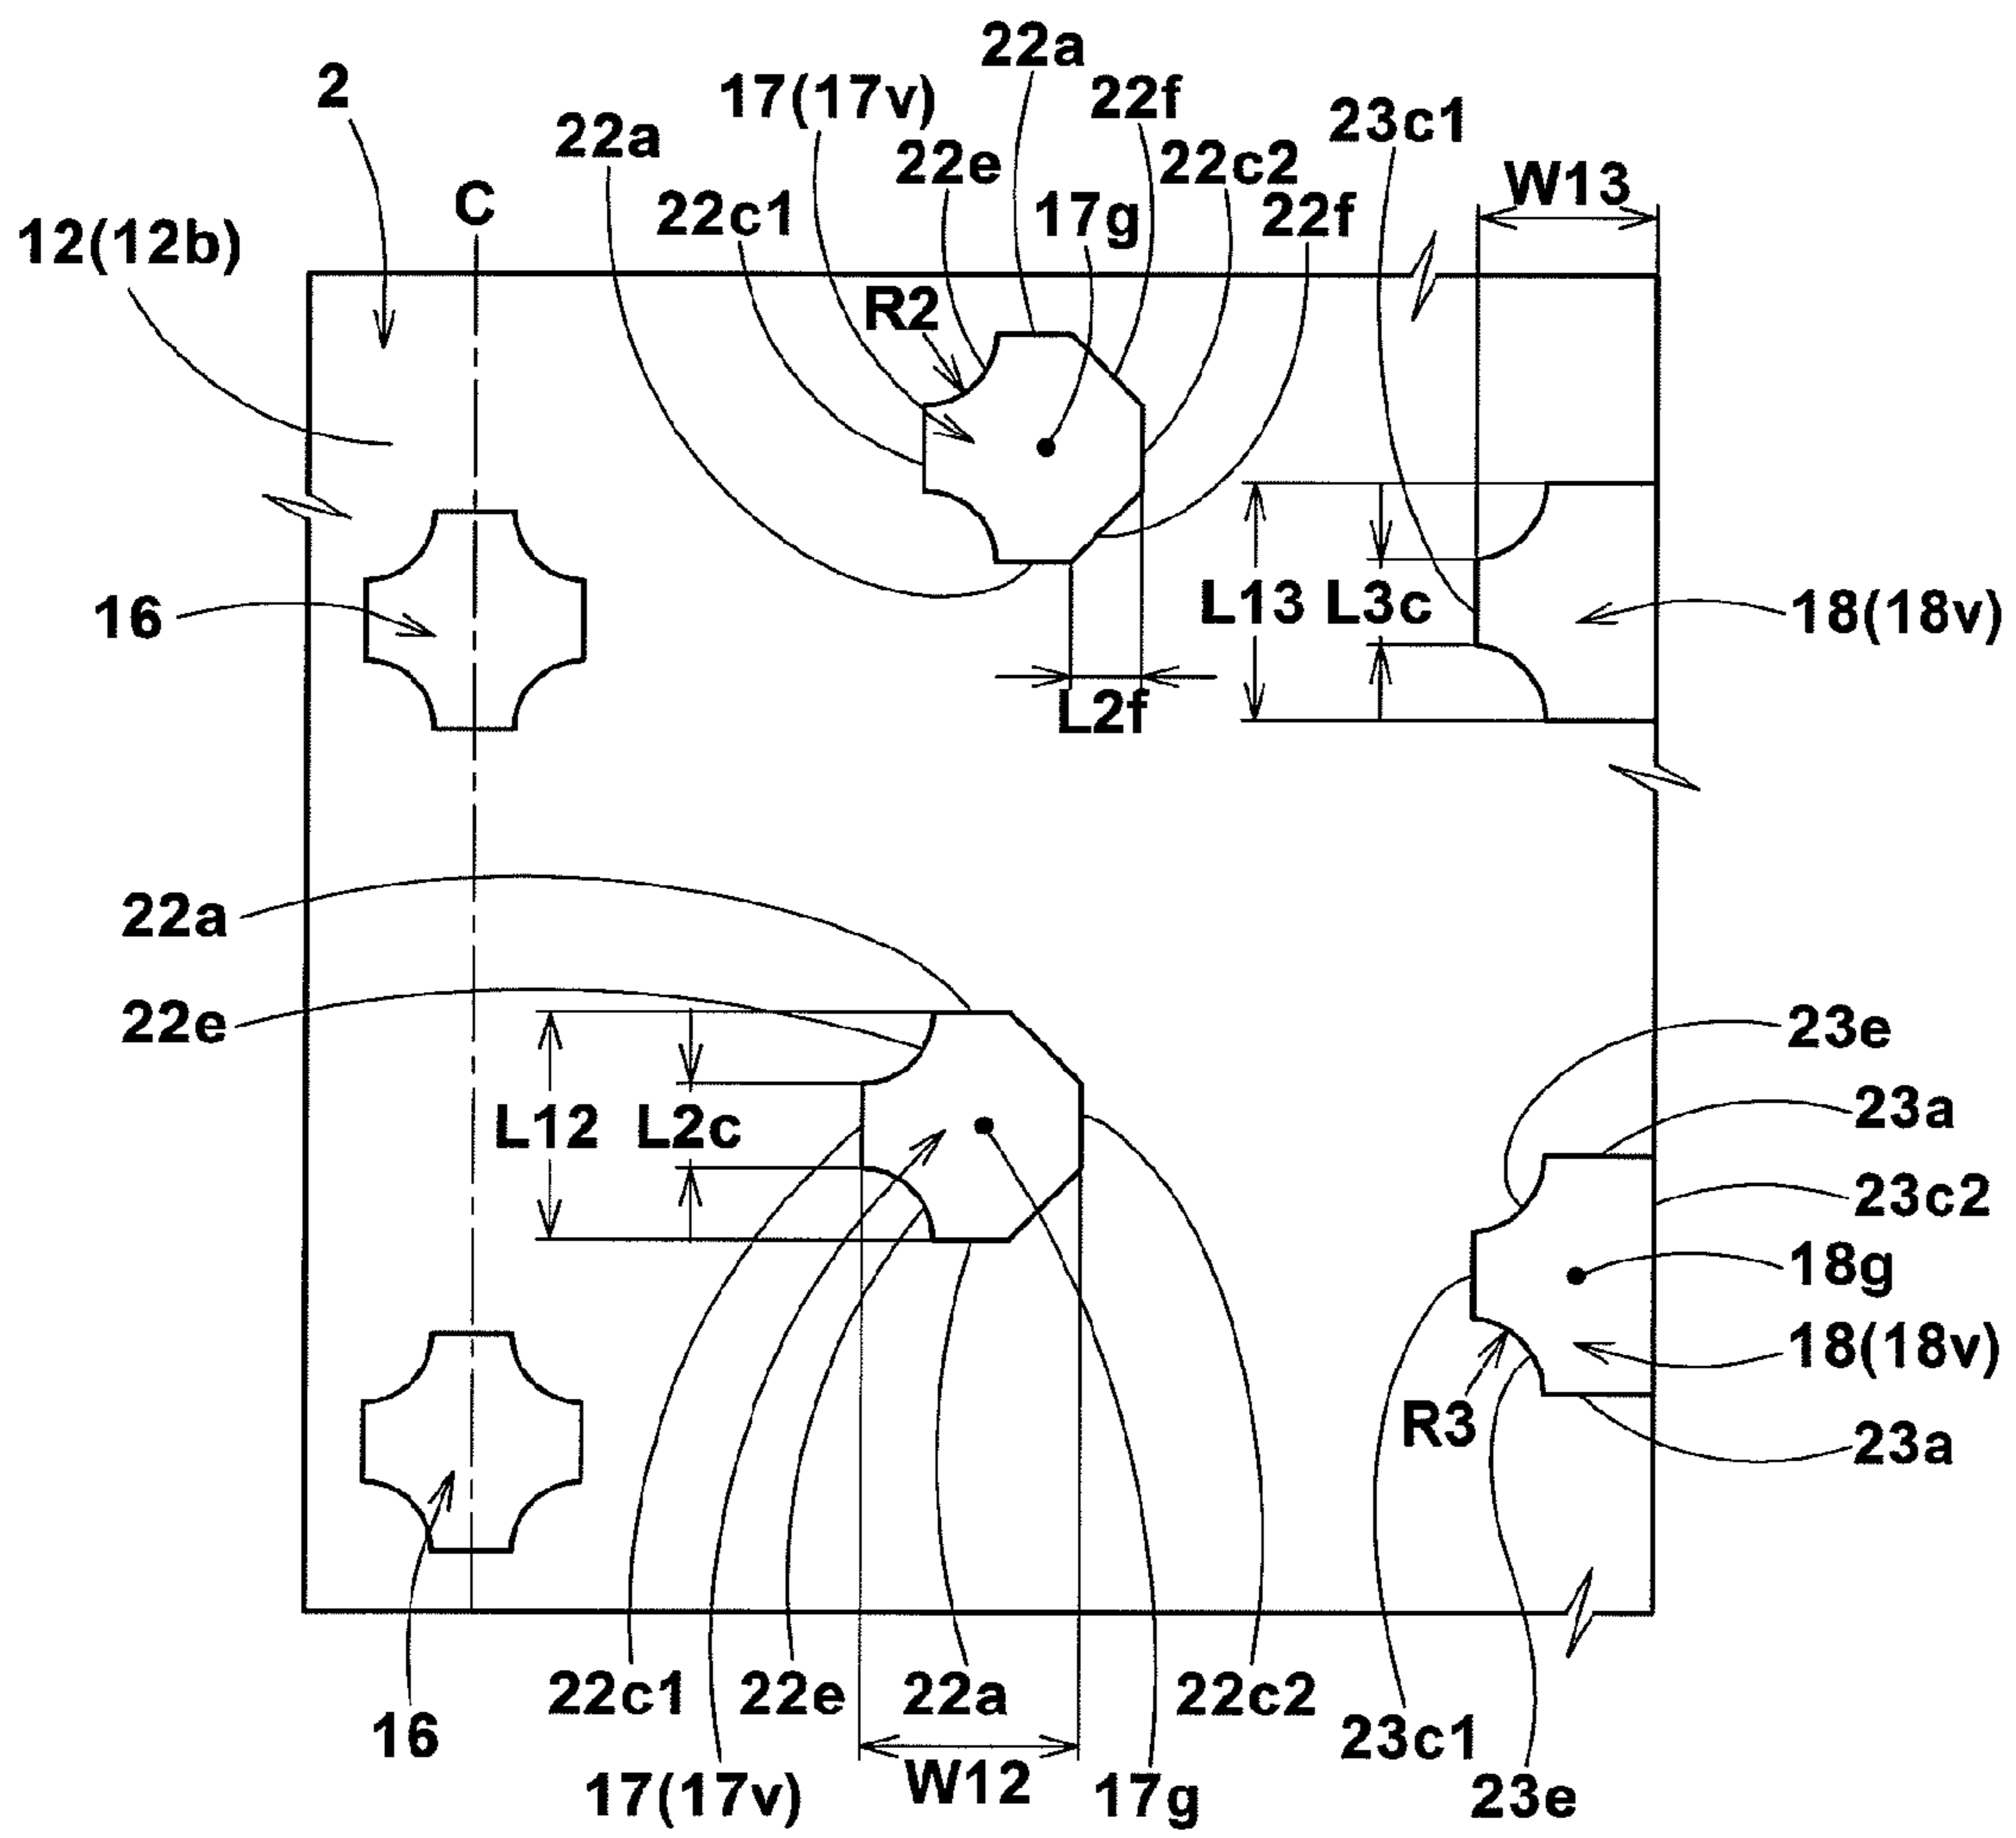 22a
2
17(17v)
22f
23c1
22a
22e
22c2
W13
C
22c1
17g
22f
12(12b)
R2
16
L13
L3c
18(18v)
L2f
22a
22e
23e
L12
L2c
23a
23c2
18g
18(18v)
R3
23a
22c1
22e
22a
22c2
16
23c1
17(17v)
W12
17g
23e